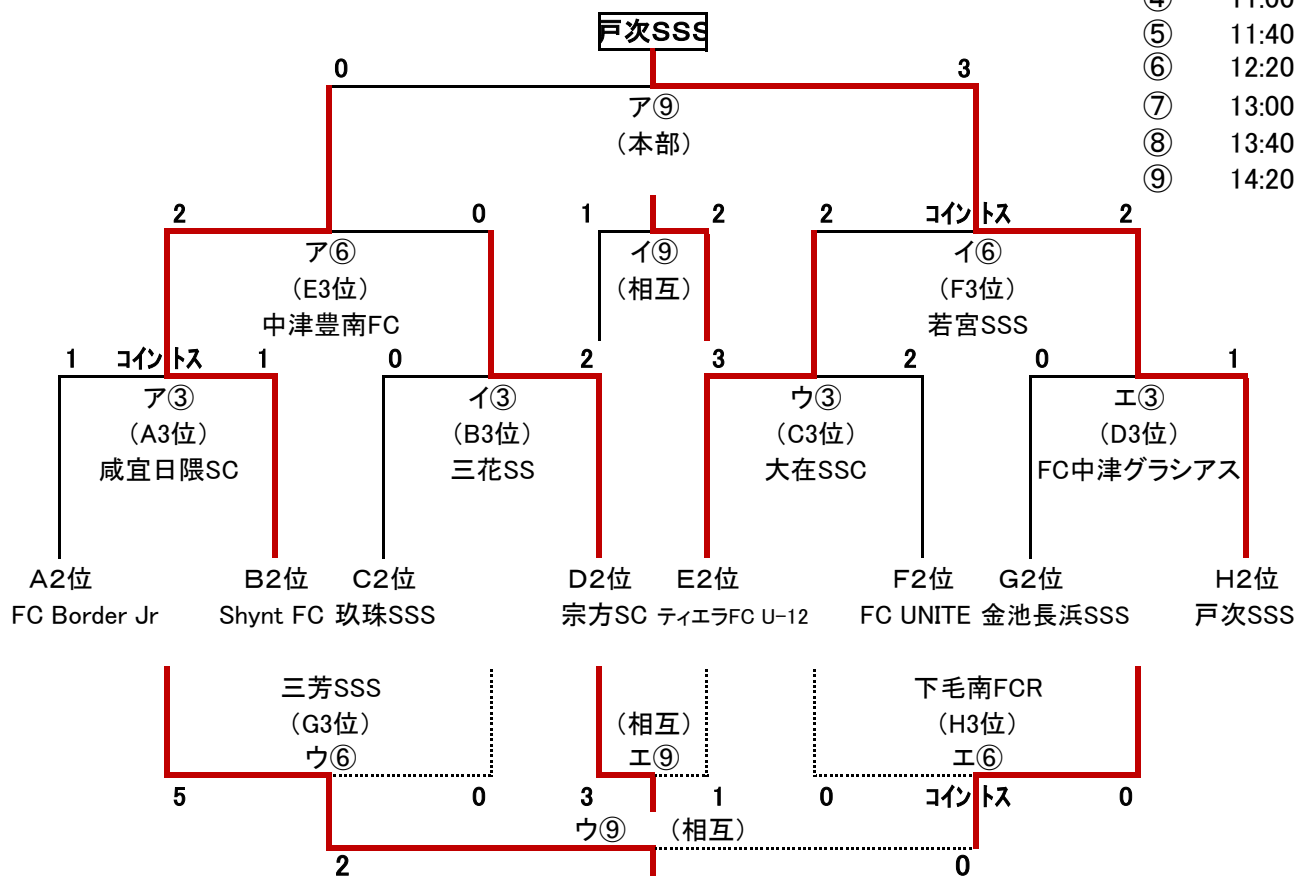 ④ 11:00
戸次SSS
⑤ 11:40
0 3 ⑥ 12:20
ア⑨ ⑦ 13:00
(本部) ⑧ 13:40
⑨ 14:20
2 0 1 2 2 コイントス 2
ア⑥ イ⑨ イ⑥
(E3位) (相互) (F3位)
中津豊南FC 若宮SSS
1 コイントス 1 0 2 3 2 0 1
ア③ イ③ ウ③ エ③
(A3位) (B3位) (C3位) (D3位)
咸宜日隈SC 三花SS 大在SSC FC中津グラシアス
A2位 B2位 C2位 D2位 E2位 F2位 G2位 H2位
FC Border Jr Shynt FC 玖珠SSS 宗方SC ティエラFC U-12 FC UNITE 金池長浜SSS 戸次SSS
三芳SSS 下毛南FCR
(G3位) (相互) (H3位)
ウ⑥ エ⑨ エ⑥
5 0 3 1 0 コイントス 0
ウ⑨ (相互)
2 0